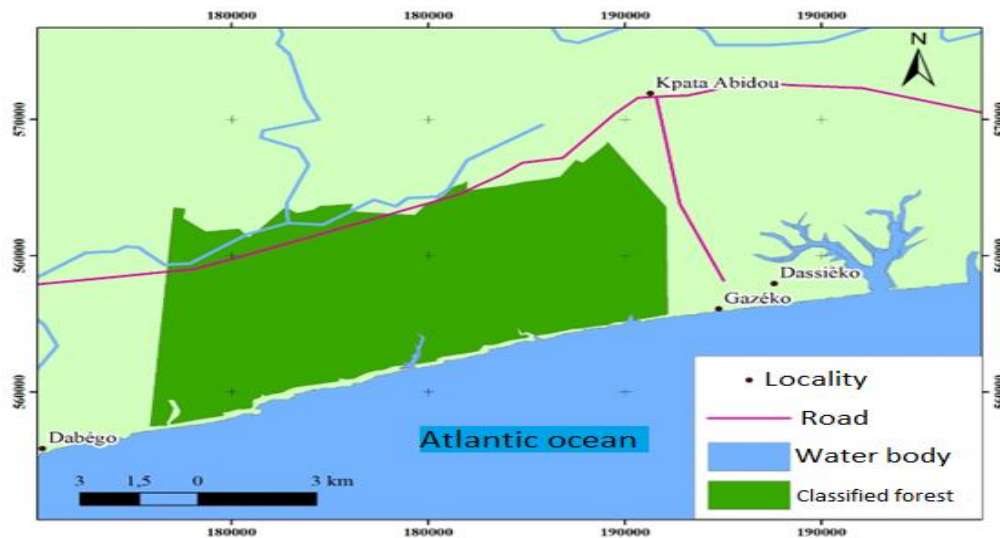 180000 180000 190000 190000
N
Kpata Abidou
570000 570000
560000 560000
Dassièko
Gazéko
560000 560000
Dabégo
Atlantic ocean
Locality
Road
Water body
Classified forest
3 1,5 0 3 km
180000 180000 190000 190000